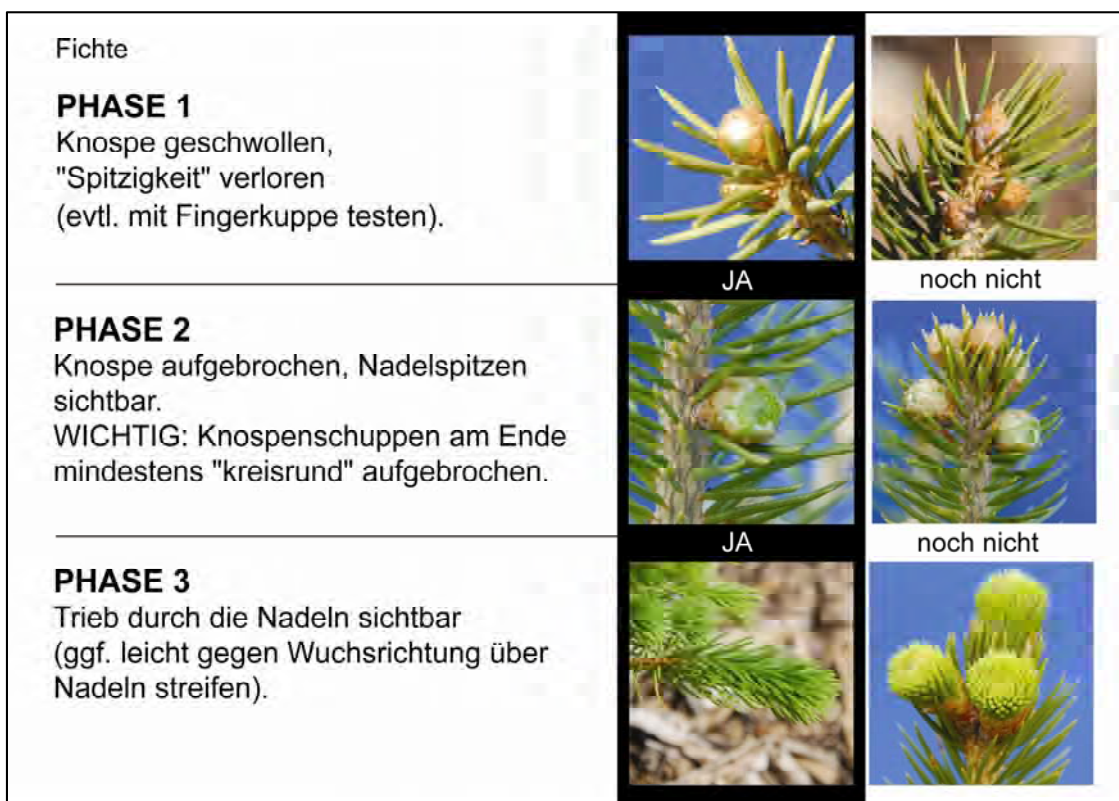 Fichte
PHASE 1
Knospe geschwollen,
"Spitzigkeit" verloren
(evtl. mit Fingerkuppe testen).
JA
noch nicht
PHASE 2
Knospe aufgebrochen, Nadelspitzen
sichtbar.
WICHTIG: Knospenschuppen am Ende
mindestens "kreisrund" aufgebrochen.
JA
noch nicht
PHASE 3
Trieb durch die Nadeln sichtbar
(ggf. leicht gegen Wuchsrichtung über
Nadeln streifen).